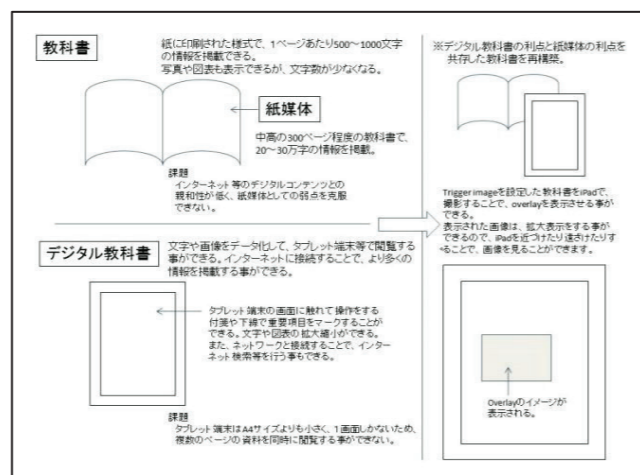 教科書
紙に印刷された様式で、1ページあたり500〜1000文字
の情報を掲載できる。
写真や図表も表示できるが、文字数が少なくなる。
紙媒体
中高の300ページ程度の教科書で、
20〜30万字の情報を掲載。
課題
インターネット等のデジタルコンテンツとの
親和性が低く、紙媒体としての弱点を克服
できない。
デジタル教科書
文字や画像をデータ化して、タブレット端末等で閲覧する
事ができる。インターネットに接続することで、より多くの
情報を掲載する事ができる。
タブレット端末の画面に触れて操作をする
付箋や下線で重要項目をマークすることが
できる。文字や図表の拡大縮小ができる。
また、ネットワークと接続することで、インター
ネット検索等を行う事もできる。
課題
タブレット端末はA4サイズよりも小さく、1画面しかないため、
複数のページの資料を同時に閲覧する事ができない。
※デジタル教科書の利点と紙媒体の利点を
共存した教科書を再構築。
Trigger imageを設定した教科書をiPadで、
撮影することで、overlayを表示させる事が
できる。
表示された画像は、拡大表示をする事が
できるので、iPadを近づけたり遠ざけたりす
ることで、画像を見ることができます。
Overlayのイメージが
表示される。